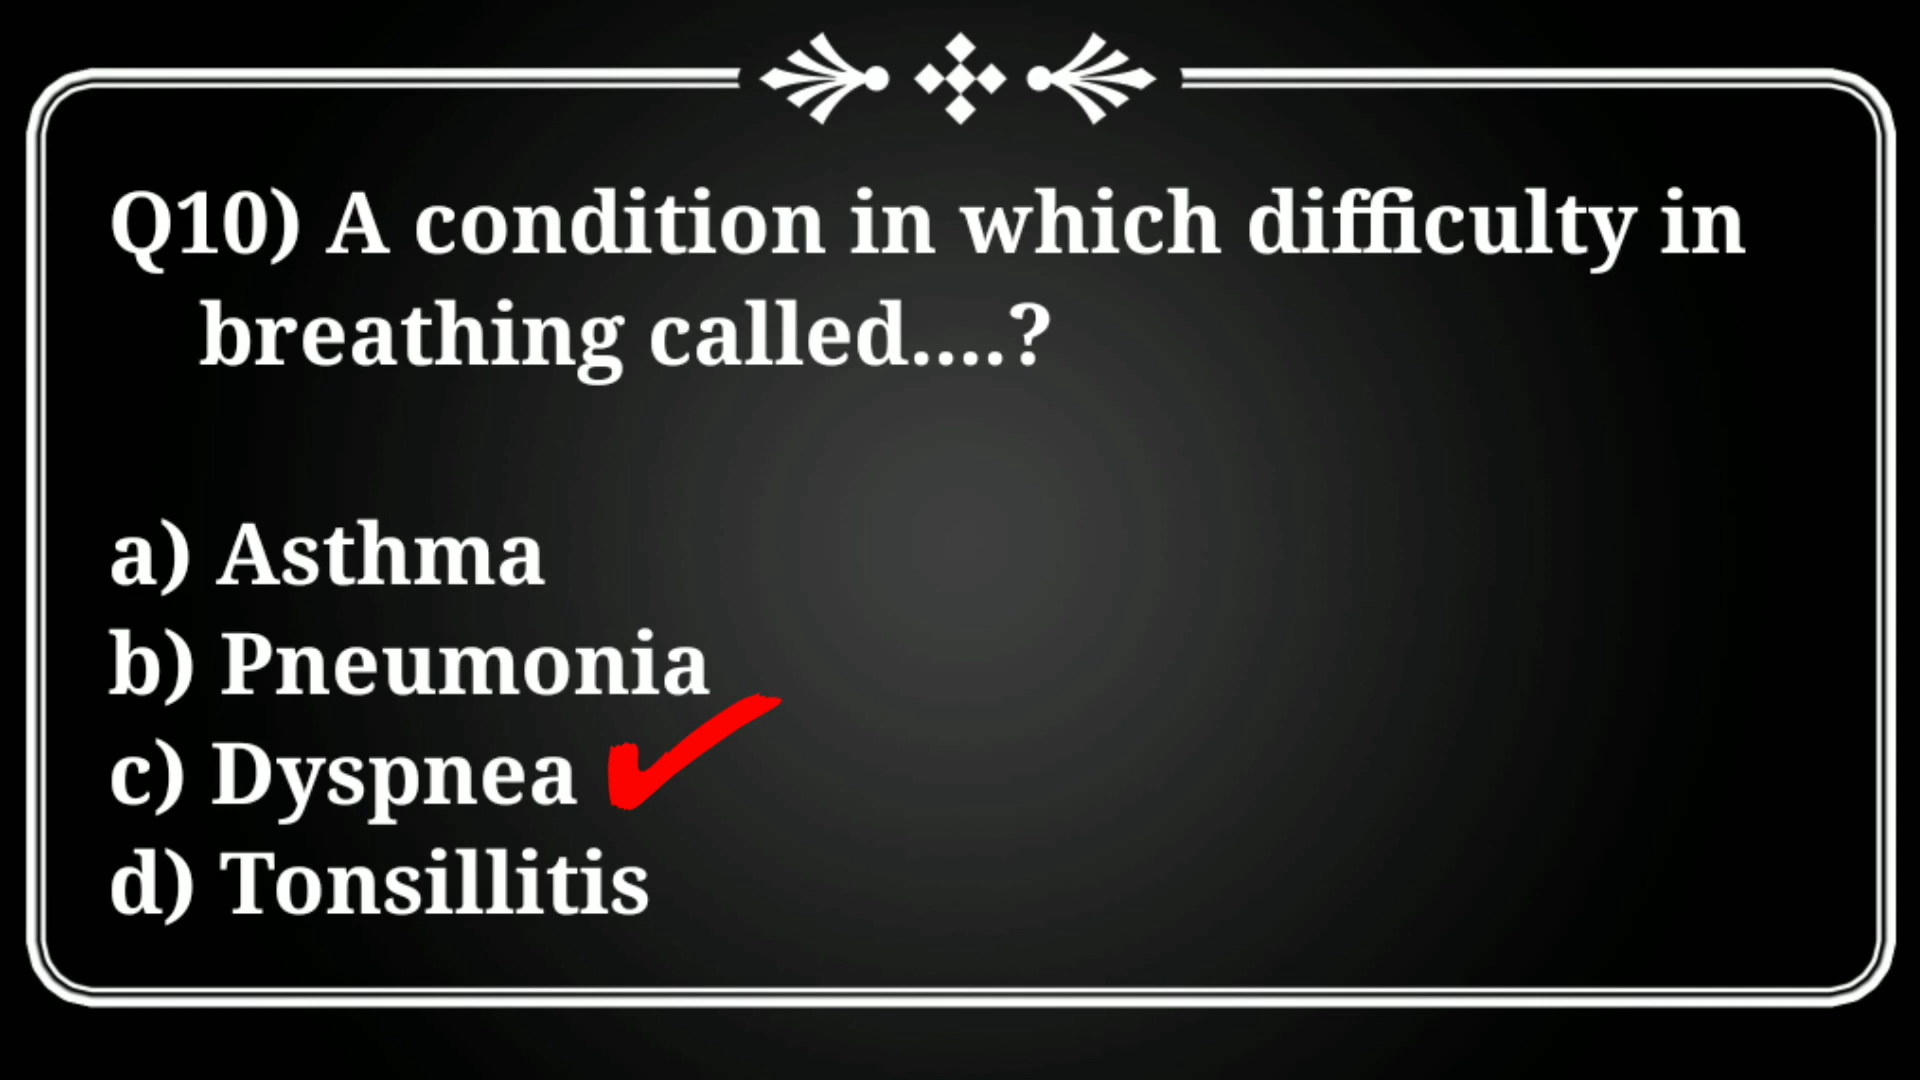 Q10) A condition in which difficulty in
breathing called....?
a) Asthma
b) Pneumonia
c) Dyspnea
d) Tonsillitis